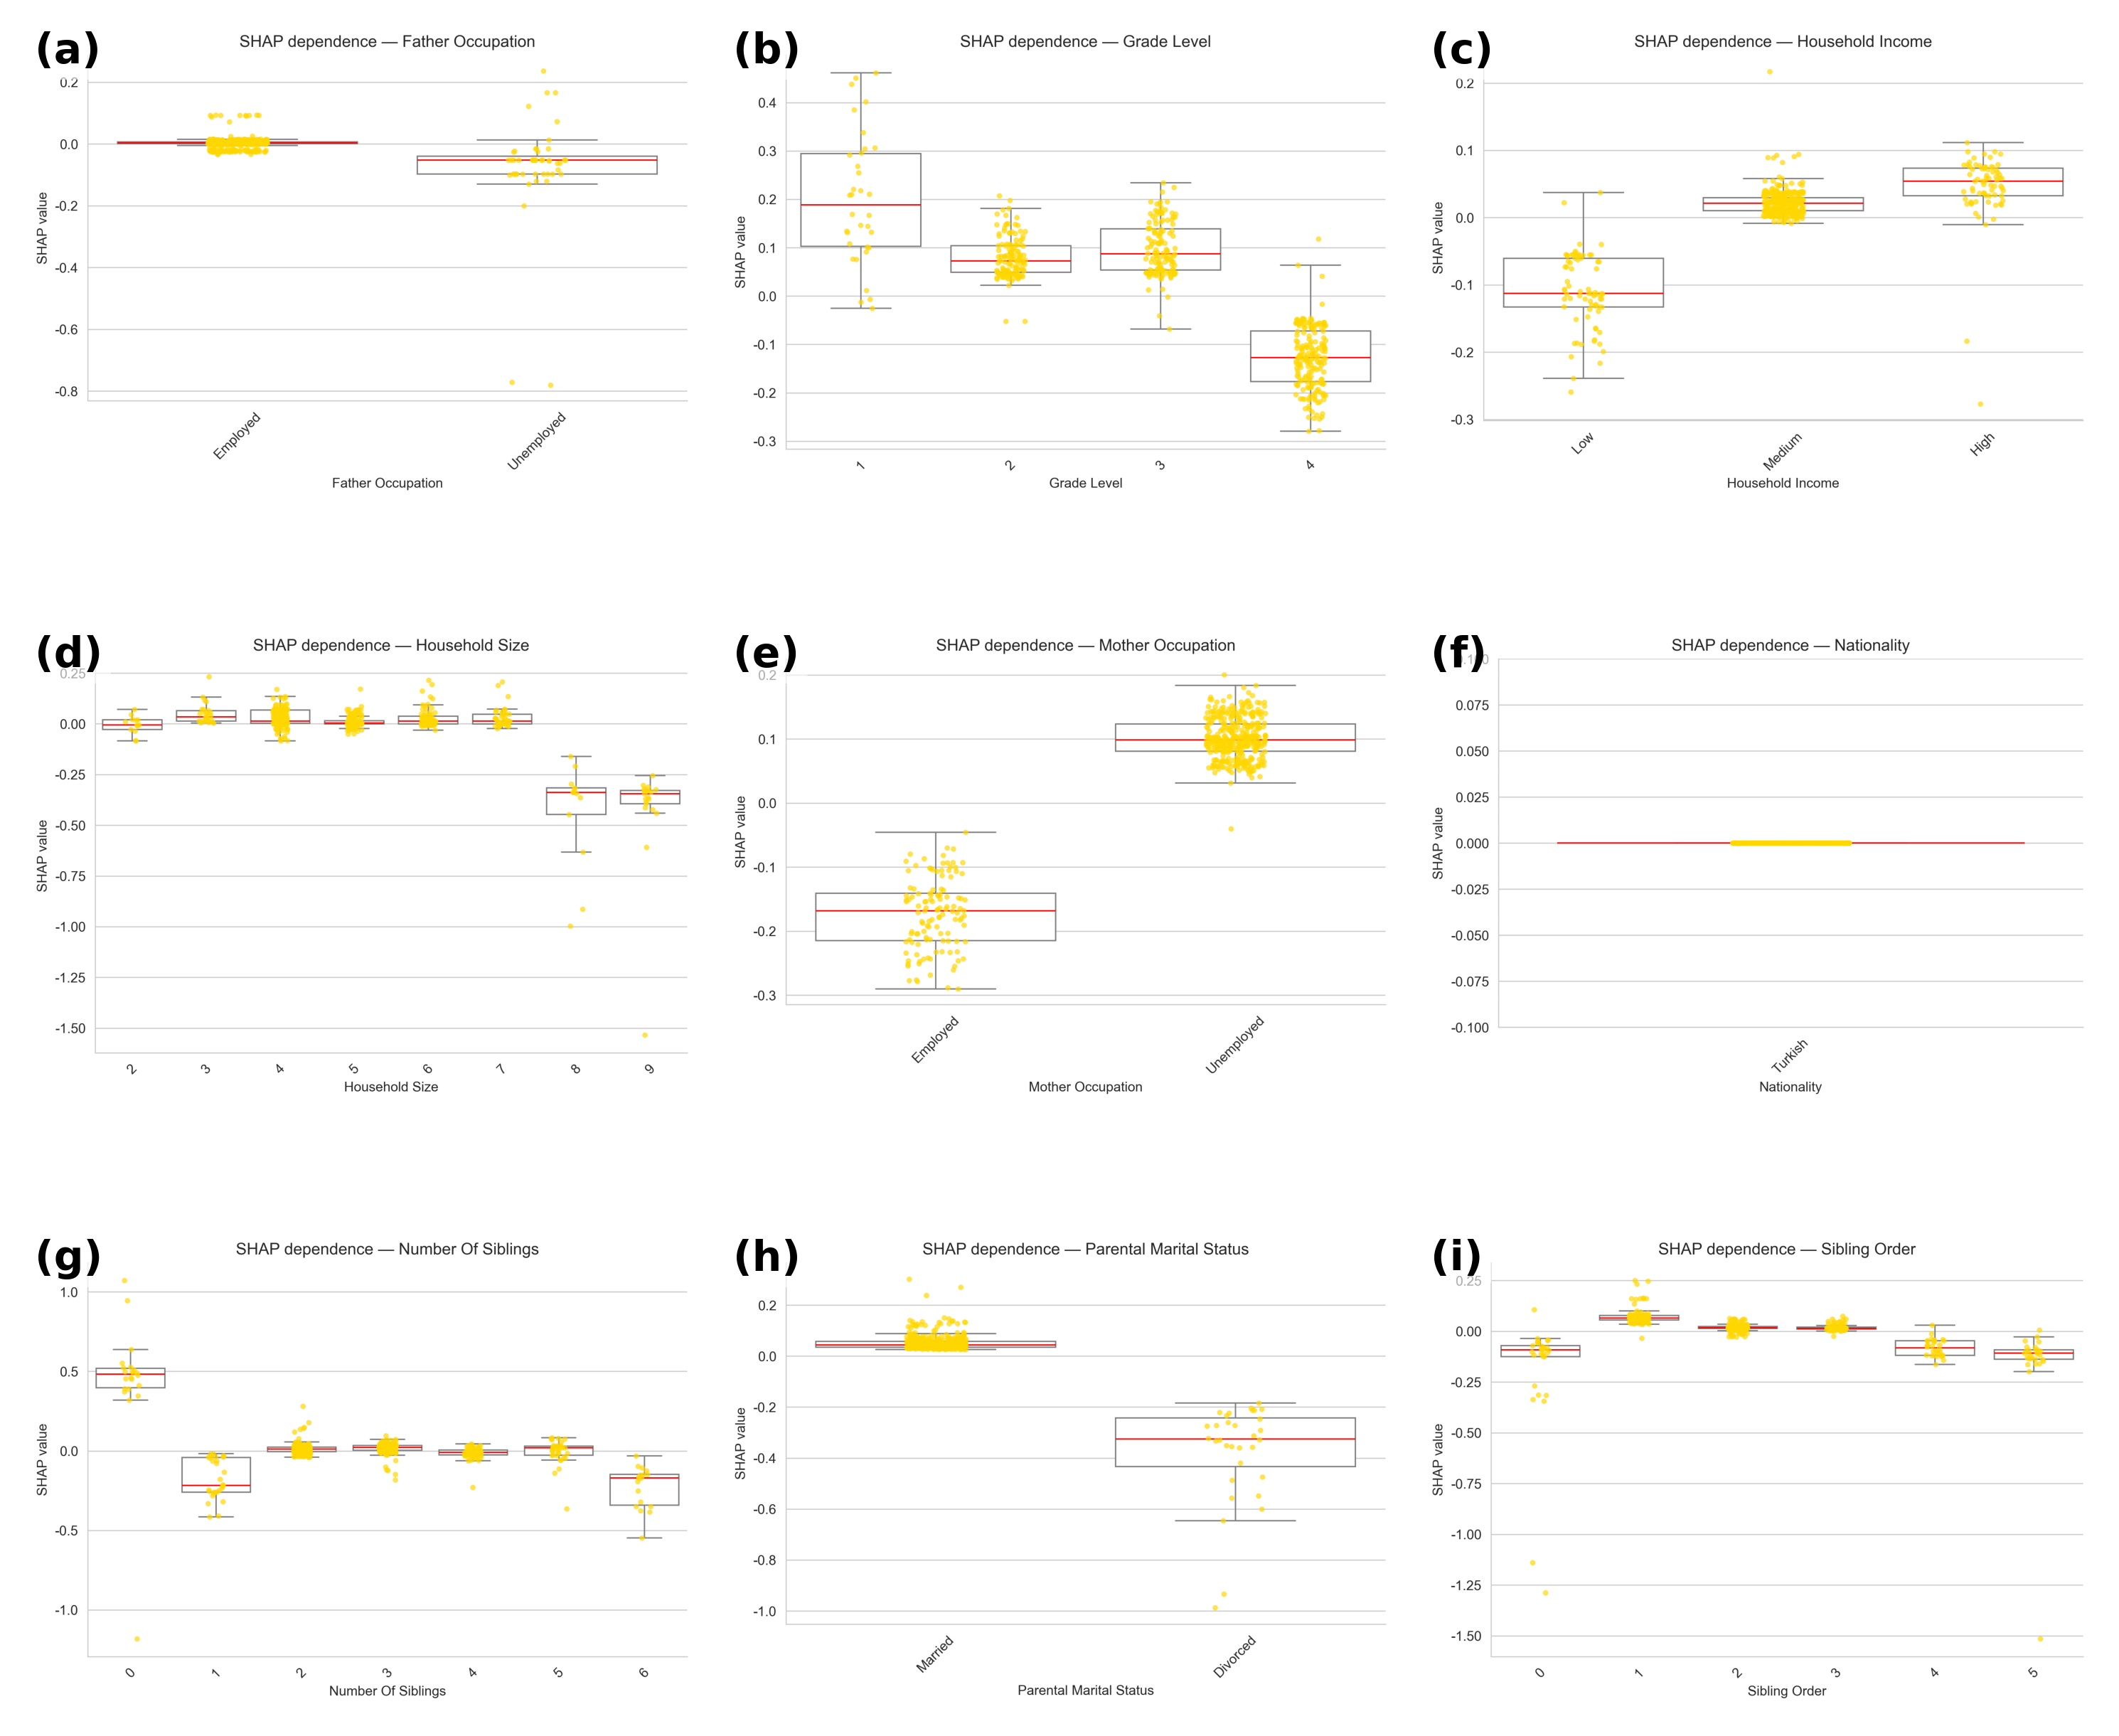 (a)
SHAP dependence — Father Occupation
0.2
0.0
-0.2
-0.4
-0.6
-0.8
SHAP value
Employed
Unemployed
Father Occupation
(b)
SHAP dependence — Grade Level
0.4
0.3
0.2
0.1
0.0
-0.1
-0.2
-0.3
SHAP value
1
2
3
4
Grade Level
(c)
SHAP dependence — Household Income
0.2
0.1
0.0
-0.1
-0.2
-0.3
SHAP value
Low
Medium
High
Household Income
(d)
SHAP dependence — Household Size
0.25
0.00
-0.25
-0.50
-0.75
-1.00
-1.25
-1.50
SHAP value
2
3
4
5
6
7
8
9
Household Size
(e)
SHAP dependence — Mother Occupation
0.2
0.1
0.0
-0.1
-0.2
-0.3
SHAP value
Employed
Unemployed
Mother Occupation
(f)
SHAP dependence — Nationality
0.075
0.050
0.025
0.000
-0.025
-0.050
-0.075
-0.100
SHAP value
Turkish
Nationality
(g)
SHAP dependence — Number Of Siblings
1.0
0.5
0.0
-0.5
-1.0
SHAP value
0
1
2
3
4
5
6
Number Of Siblings
(h)
SHAP dependence — Parental Marital Status
0.2
0.0
-0.2
-0.4
-0.6
-0.8
-1.0
SHAP value
Married
Divorced
Parental Marital Status
(i)
SHAP dependence — Sibling Order
0.25
0.00
-0.25
-0.50
-0.75
-1.00
-1.25
-1.50
SHAP value
0
1
2
3
4
5
Sibling Order